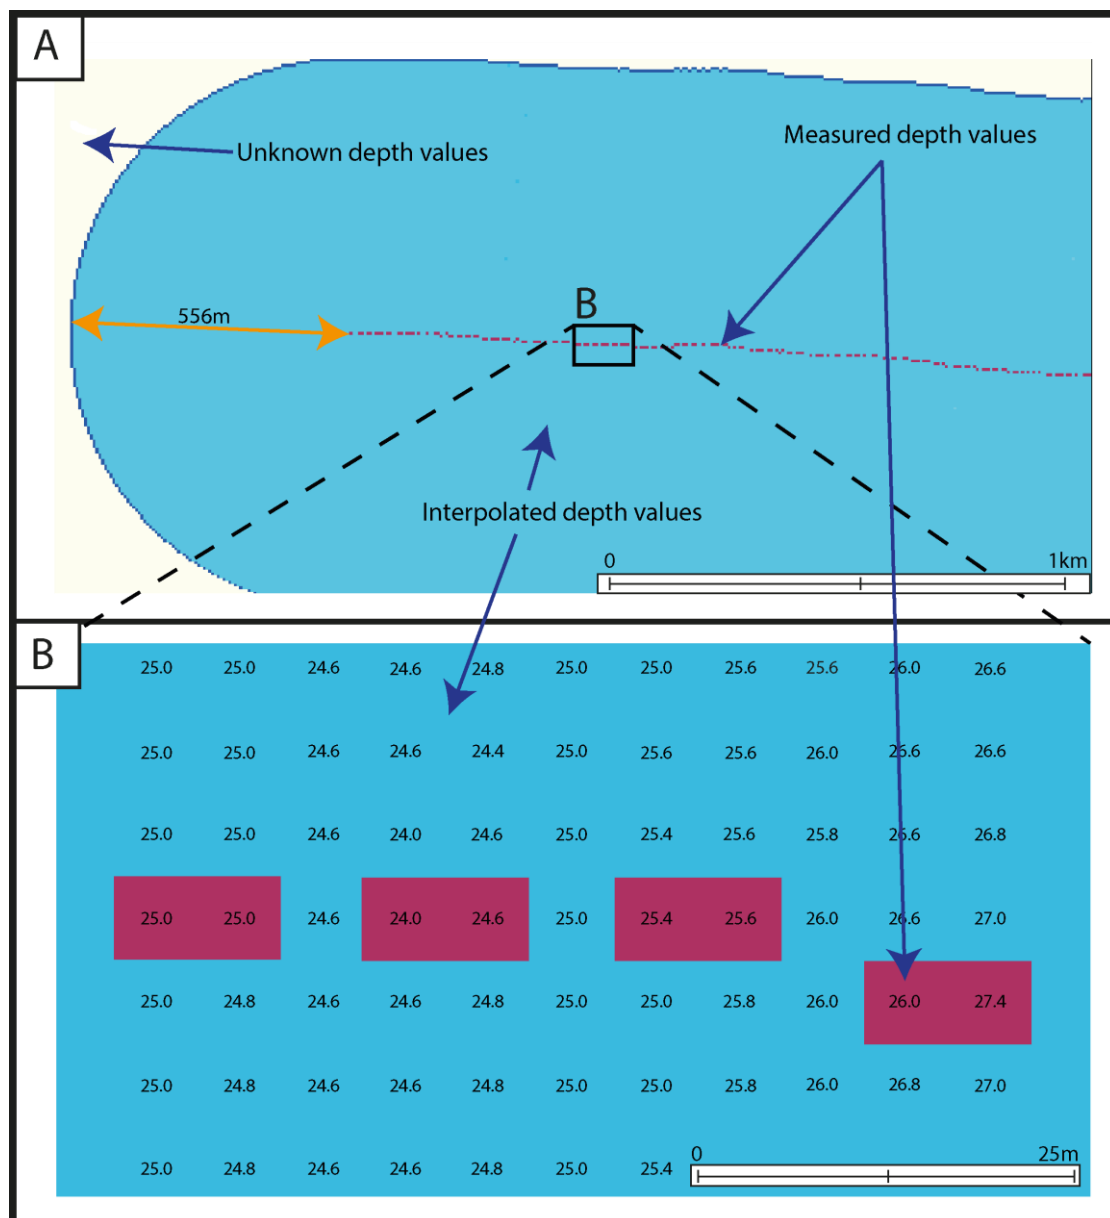 A
Unknown depth values
Measured depth values
556m
B
Interpolated depth values
0 1km
B
25.0 25.0 24.6 24.6 24.8 25.0 25.0 25.6 25.6 26.0 26.6
25.0 25.0 24.6 24.6 24.4 25.0 25.6 25.6 26.0 26.6 26.6
25.0 25.0 24.6 24.0 24.6 25.0 25.4 25.6 25.8 26.6 26.8
25.0 25.0 24.6 24.0 24.6 25.0 25.4 25.6 26.0 26.6 27.0
25.0 24.8 24.6 24.6 24.8 25.0 25.0 25.8 26.0 26.0 27.4
25.0 24.8 24.6 24.6 24.8 25.0 25.0 25.8 26.0 26.8 27.0
25.0 24.8 24.6 24.6 24.8 25.0 25.4
0 25m